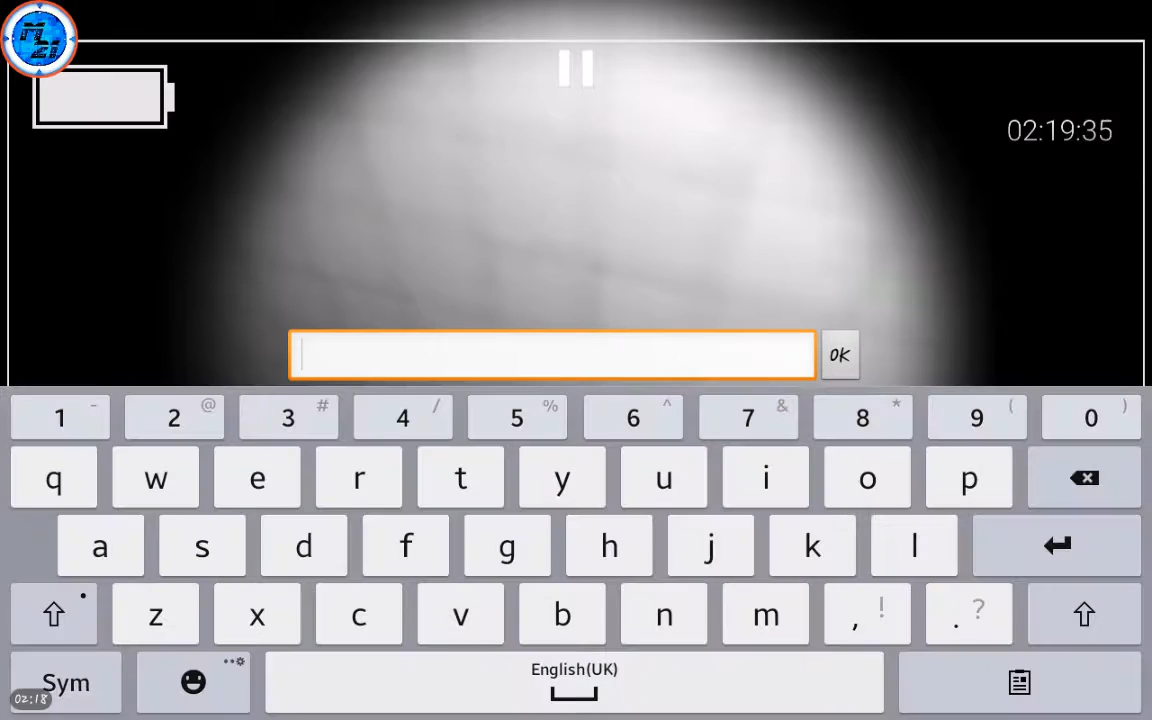 M
21
02:19:35
OK
1 - 2 @ 3 # 4 / 5 % 6 ^ 7 & 8 * 9 ( 0 )
q w e r t y u i o p
a s d f g h j k l
z x c v b n m , ! . ?
Sym English(UK)
02:18